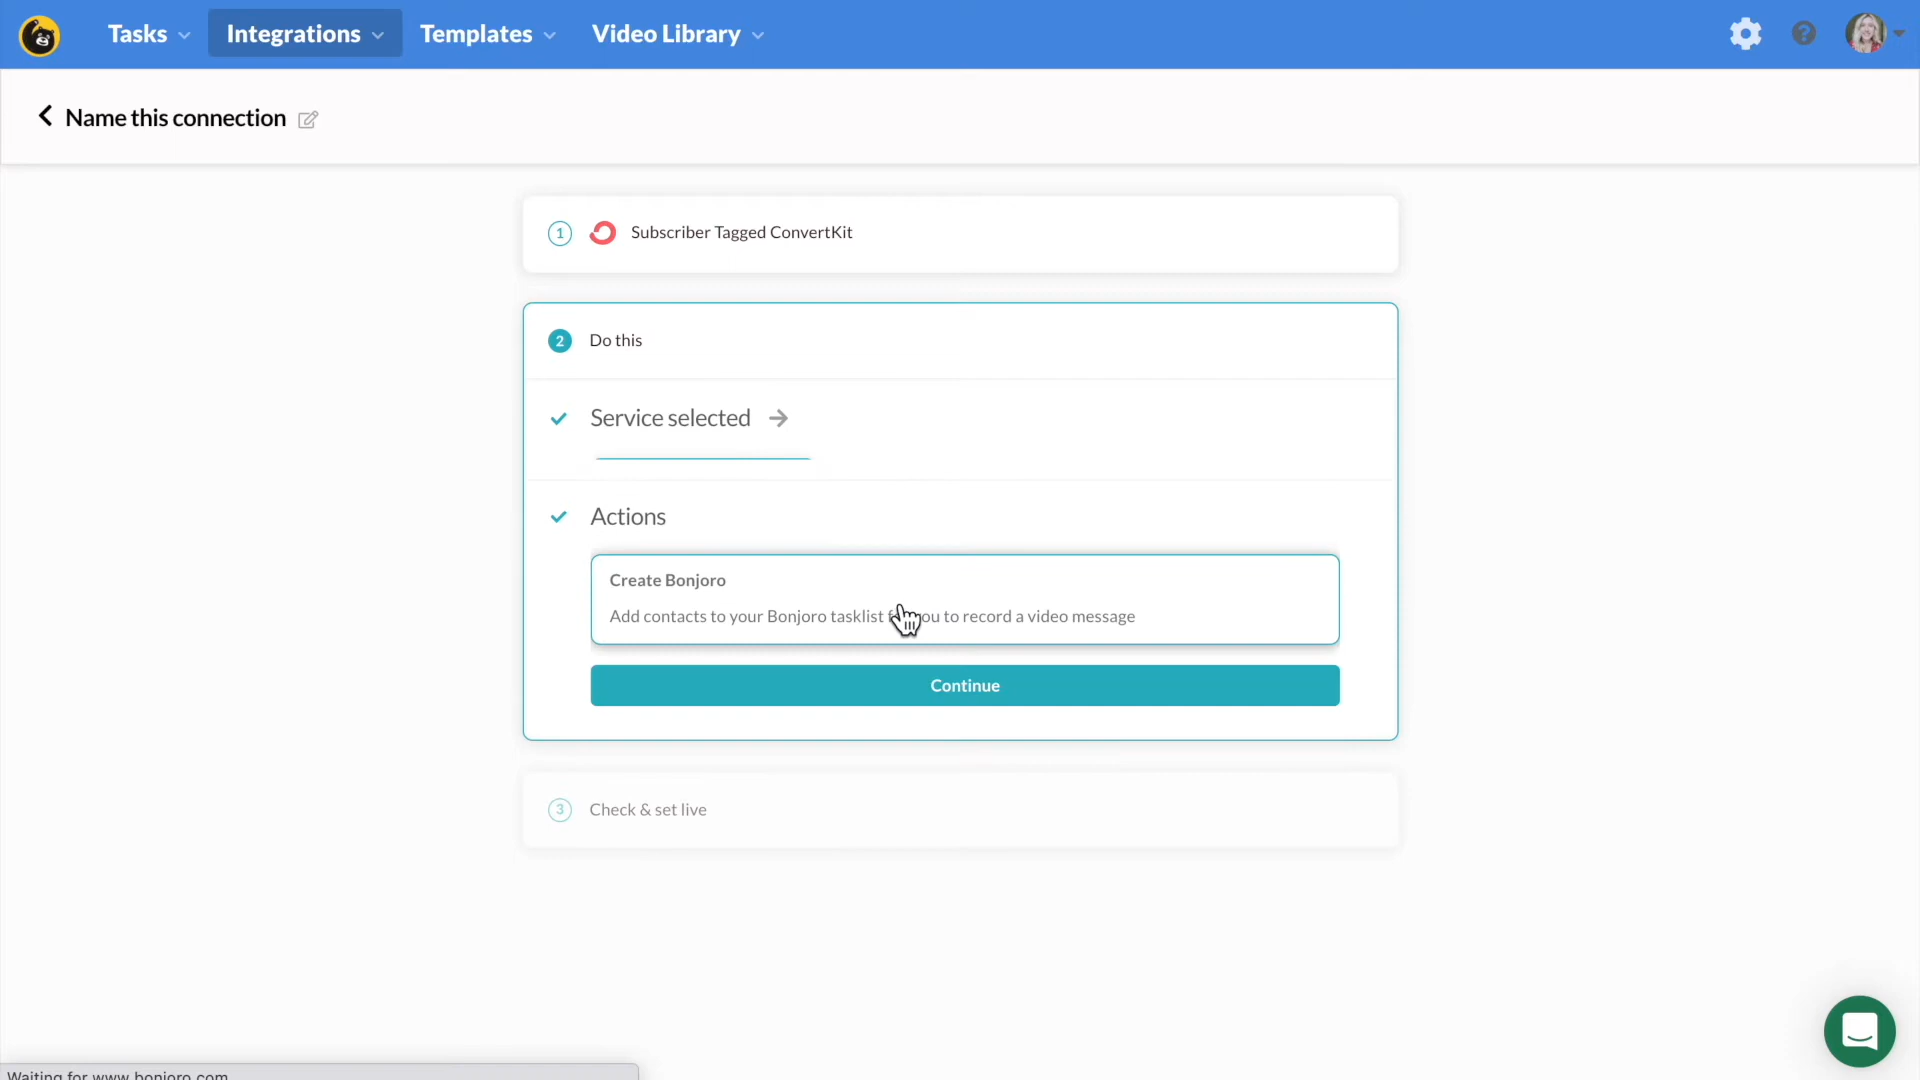 Tasks
Integrations
Templates
Video Library
Name this connection
1
Subscriber Tagged ConvertKit
2
Do this
Service selected
Actions
Create Bonjoro
Add contacts to your Bonjoro tasklist you to record a video message
Continue
3
Check & set live
Waiting for www.bonjoro.com